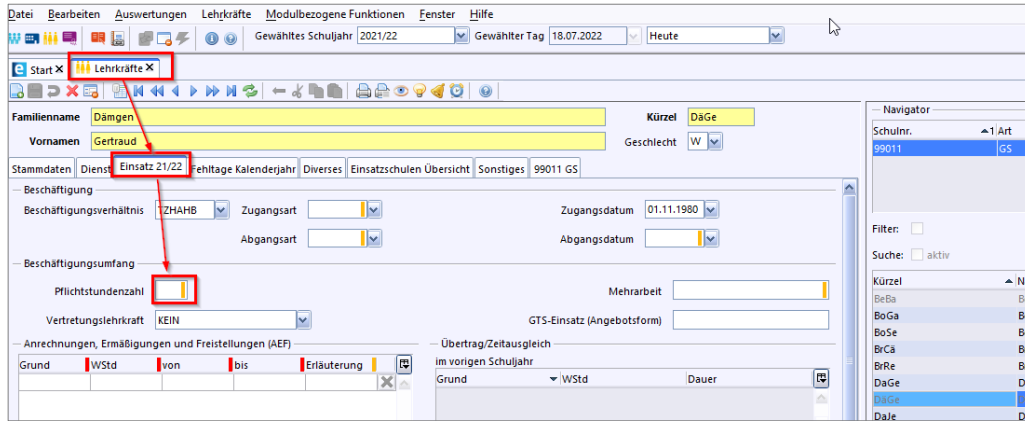 Datei Bearbeiten Auswertungen Lehrkräfte Modulbezogene Funktionen Fenster Hilfe
Gewähltes Schuljahr 2021/22 Gewählter Tag 18.07.2022 Heute
Start Lehrkräfte
Familienname Dämgen Kürzel DäGe
Vornamen Gertraud Geschlecht W
Stammdaten Dienst Einsatz 21/22 Fehltage Kalenderjahr Diverses Einsatzschulen Übersicht Sonstiges 99011 GS
Beschäftigung
Beschäftigungsverhältnis TZHAHB Zugangsart Zugangsdatum 01.11.1980
Abgangsart Abgangsdatum
Beschäftigungsumfang
Pflichtstundenzahl Mehrarbeit
Vertretungslehrkraft KEIN GTS-Einsatz (Angebotsform)
Anrechnungen, Ermäßigungen und Freistellungen (AEF)
Grund WStd von bis Erläuterung
Übertrag/Zeitausgleich
im vorigen Schuljahr
Grund WStd Dauer
Navigator
Schulnr. 1 Art
99011 GS
Filter:
Suche: aktiv
Kürzel N
BeBa B
BoGa B
BoSe B
BrCä B
BrRe B
DaGe D
DäGe
DaJe D